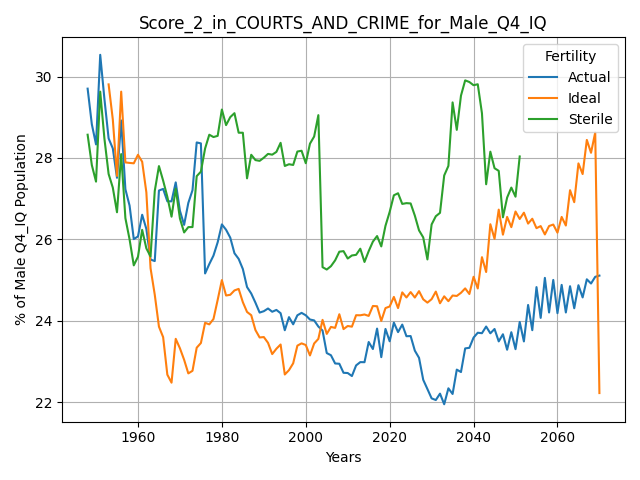 Score_2_in_COURTS_AND_CRIME_for_Male_Q4_IQ
Fertility
Actual
Ideal
Sterile
% of Male Q4_IQ Population
30
28
26
24
22
1960
1980
2000
2020
2040
2060
Years